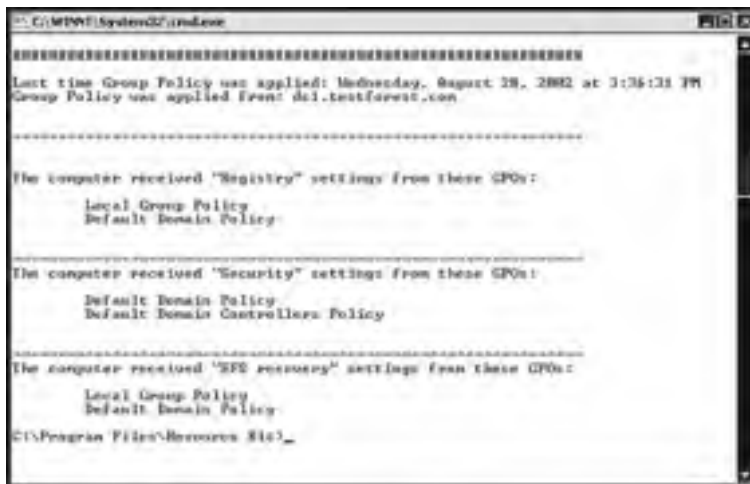 C:\WINNT\System32\cmd.exe
################################################################
Last time Group Policy was applied: Wednesday, August 28, 2002 at 3:36:31 PM
Group Policy was applied from: dc1.testforest.com
================================================================
The computer received "Registry" settings from these GPOs:
Local Group Policy
Default Domain Policy
================================================================
The computer received "Security" settings from these GPOs:
Default Domain Policy
Default Domain Controllers Policy
================================================================
The computer received "EFS recovery" settings from these GPOs:
Local Group Policy
Default Domain Policy
C:\Program Files\Resource Kit>_